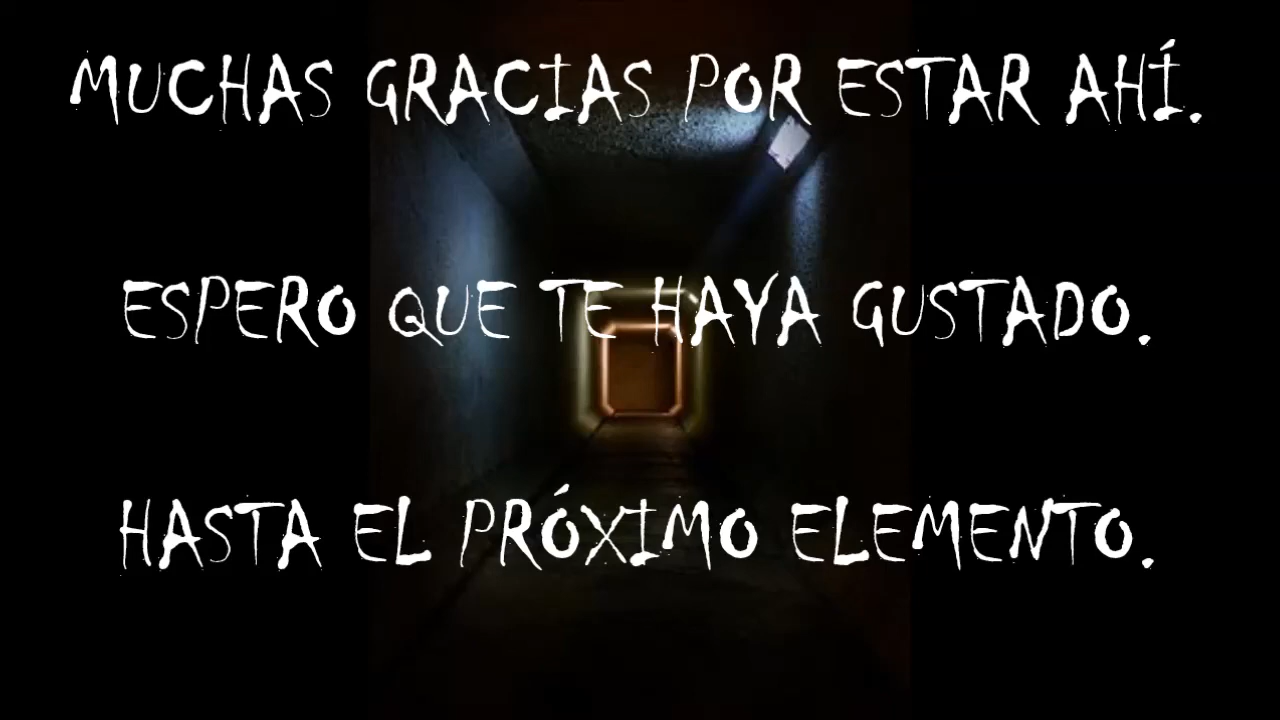 MUCHAS GRACIAS POR ESTAR AHÍ.
ESPERO QUE TE HAYA GUSTADO.
HASTA EL PRÓXIMO ELEMENTO.